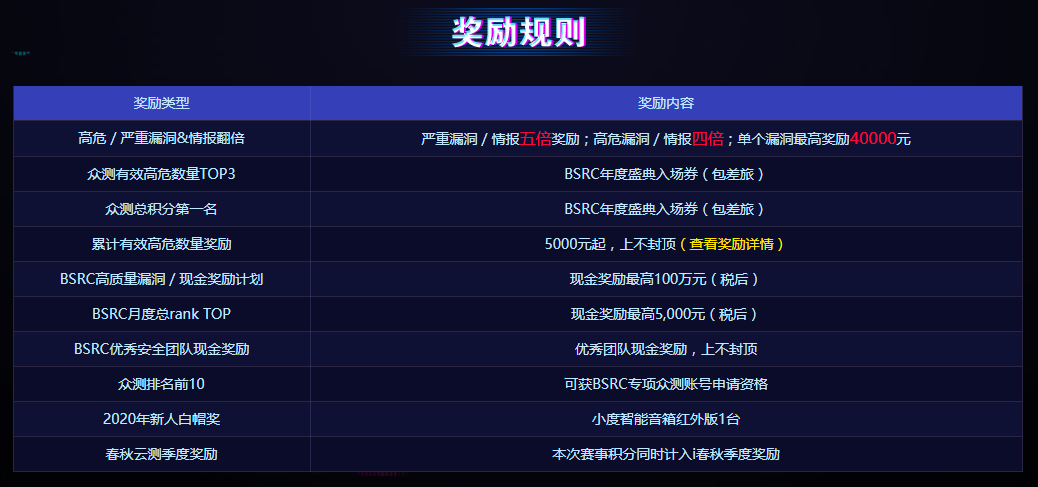 奖励规则
奖励类型 奖励内容
高危 / 严重漏洞&情报翻倍 严重漏洞 / 情报五倍奖励；高危漏洞 / 情报四倍；单个漏洞最高奖励40000元
众测有效高危数量TOP3 BSRC年度盛典入场券（包差旅）
众测总积分第一名 BSRC年度盛典入场券（包差旅）
累计有效高危数量奖励 5000元起，上不封顶（查看奖励详情）
BSRC高质量漏洞 / 现金奖励计划 现金奖励最高100万元（税后）
BSRC月度总rank TOP 现金奖励最高5,000元（税后）
BSRC优秀安全团队现金奖励 优秀团队现金奖励，上不封顶
众测排名前10 可获BSRC专项众测账号申请资格
2020年新人白帽奖 小度智能音箱红外版1台
春秋云测季度奖励 本次赛事积分同时计入i春秋季度奖励